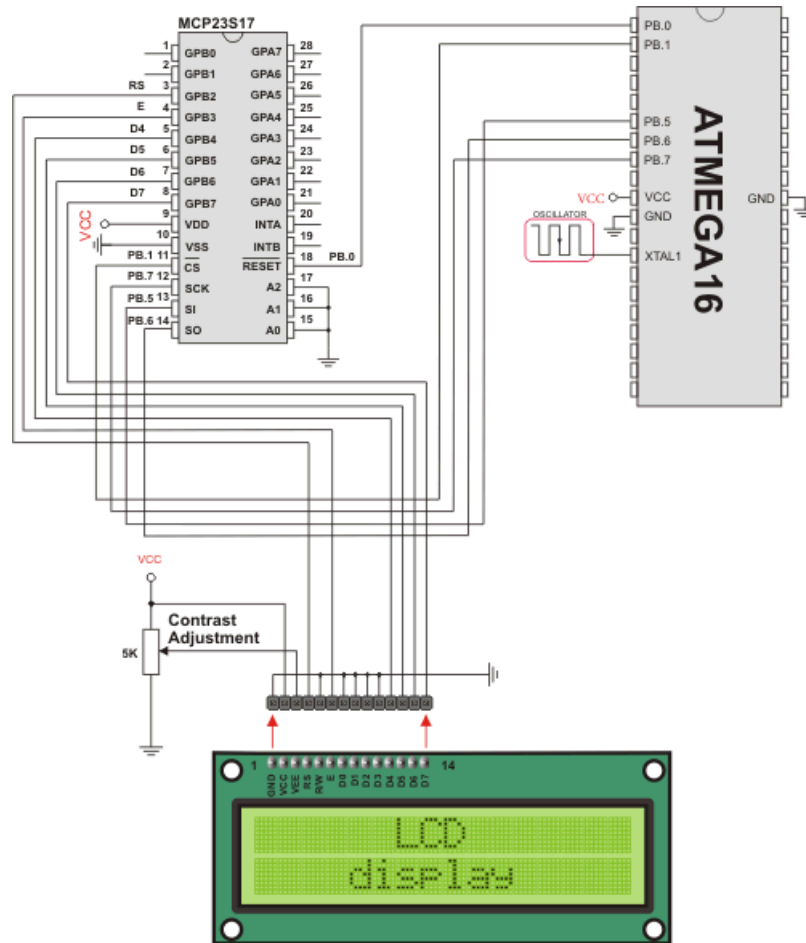 MCP23S17
1 GPB0 GPA7 28
2 GPB1 GPA6 27
RS 3 GPB2 GPA5 26
E 4 GPB3 GPA4 25
D4 5 GPB4 GPA3 24
D5 6 GPB5 GPA2 23
D6 7 GPB6 GPA1 22
D7 8 GPB7 GPA0 21
VCC 9 VDD INTA 20
10 VSS INTB 19
PB.1 11 CS RESET 18 PB.0
PB.7 12 SCK A2 17
PB.5 13 SI A1 16
PB.6 14 SO A0 15
ATMEGA16
PB.0
PB.1
PB.5
PB.6
PB.7
VCC VCC GND
GND
OSCILLATOR
XTAL1
VCC
Contrast
Adjustment
5K
1 14
GND VCC VEE RS R/W E D0 D1 D2 D3 D4 D5 D6 D7
LCD
display